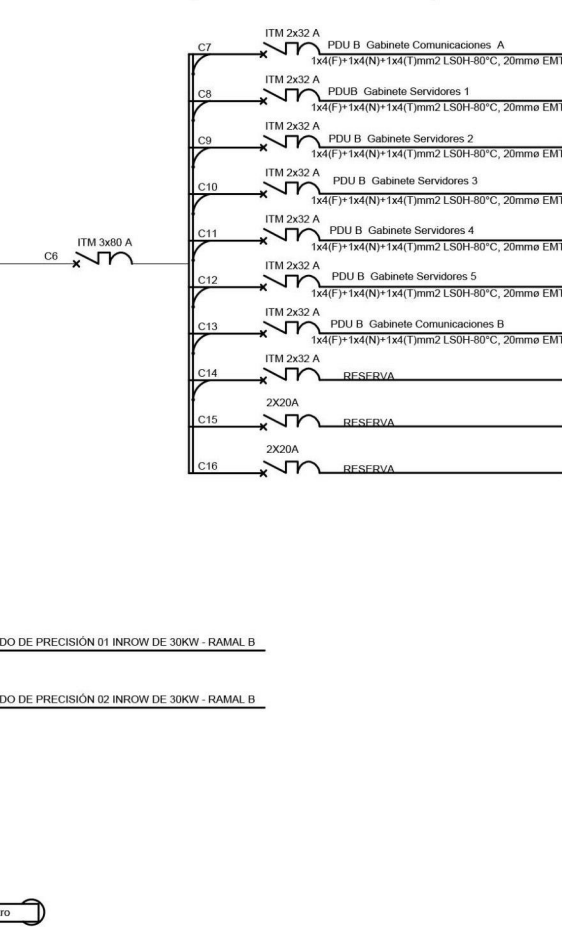 ITM 2x32 A
C7
PDU B Gabinete Comunicaciones A
1x4(F)+1x4(N)+1x4(T)mm2 LS0H-80°C, 20mmø EMT
ITM 2x32 A
C8
PDUB Gabinete Servidores 1
1x4(F)+1x4(N)+1x4(T)mm2 LS0H-80°C, 20mmø EMT
ITM 2x32 A
C9
PDU B Gabinete Servidores 2
1x4(F)+1x4(N)+1x4(T)mm2 LS0H-80°C, 20mmø EMT
ITM 2x32 A
C10
PDU B Gabinete Servidores 3
1x4(F)+1x4(N)+1x4(T)mm2 LS0H-80°C, 20mmø EMT
ITM 2x32 A
C11
PDU B Gabinete Servidores 4
1x4(F)+1x4(N)+1x4(T)mm2 LS0H-80°C, 20mmø EMT
ITM 3x80 A
C6
ITM 2x32 A
C12
PDU B Gabinete Servidores 5
1x4(F)+1x4(N)+1x4(T)mm2 LS0H-80°C, 20mmø EMT
ITM 2x32 A
C13
PDU B Gabinete Comunicaciones B
1x4(F)+1x4(N)+1x4(T)mm2 LS0H-80°C, 20mmø EMT
ITM 2x32 A
C14
RESERVA
2X20A
C15
RESERVA
2X20A
C16
RESERVA
DO DE PRECISIÓN 01 INROW DE 30KW - RAMAL B
DO DE PRECISIÓN 02 INROW DE 30KW - RAMAL B
ro